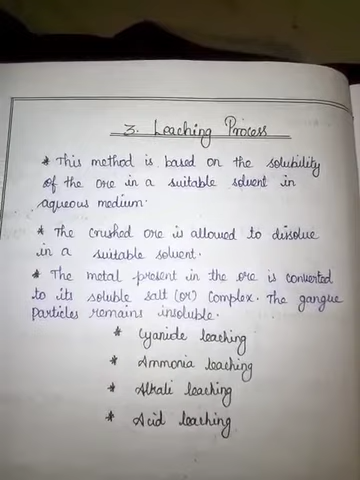 3. Leaching Process
* This method is based on the solubility
of the ore in a suitable solvent in
aqueous medium.
* The crushed ore is allowed to dissolve
in a suitable solvent.
* The metal present in the ore is converted
to its soluble salt (or) complex. The gangue
particles remains insoluble.
* Cyanide leaching
* Ammonia leaching
* Alkali leaching
* Acid leaching